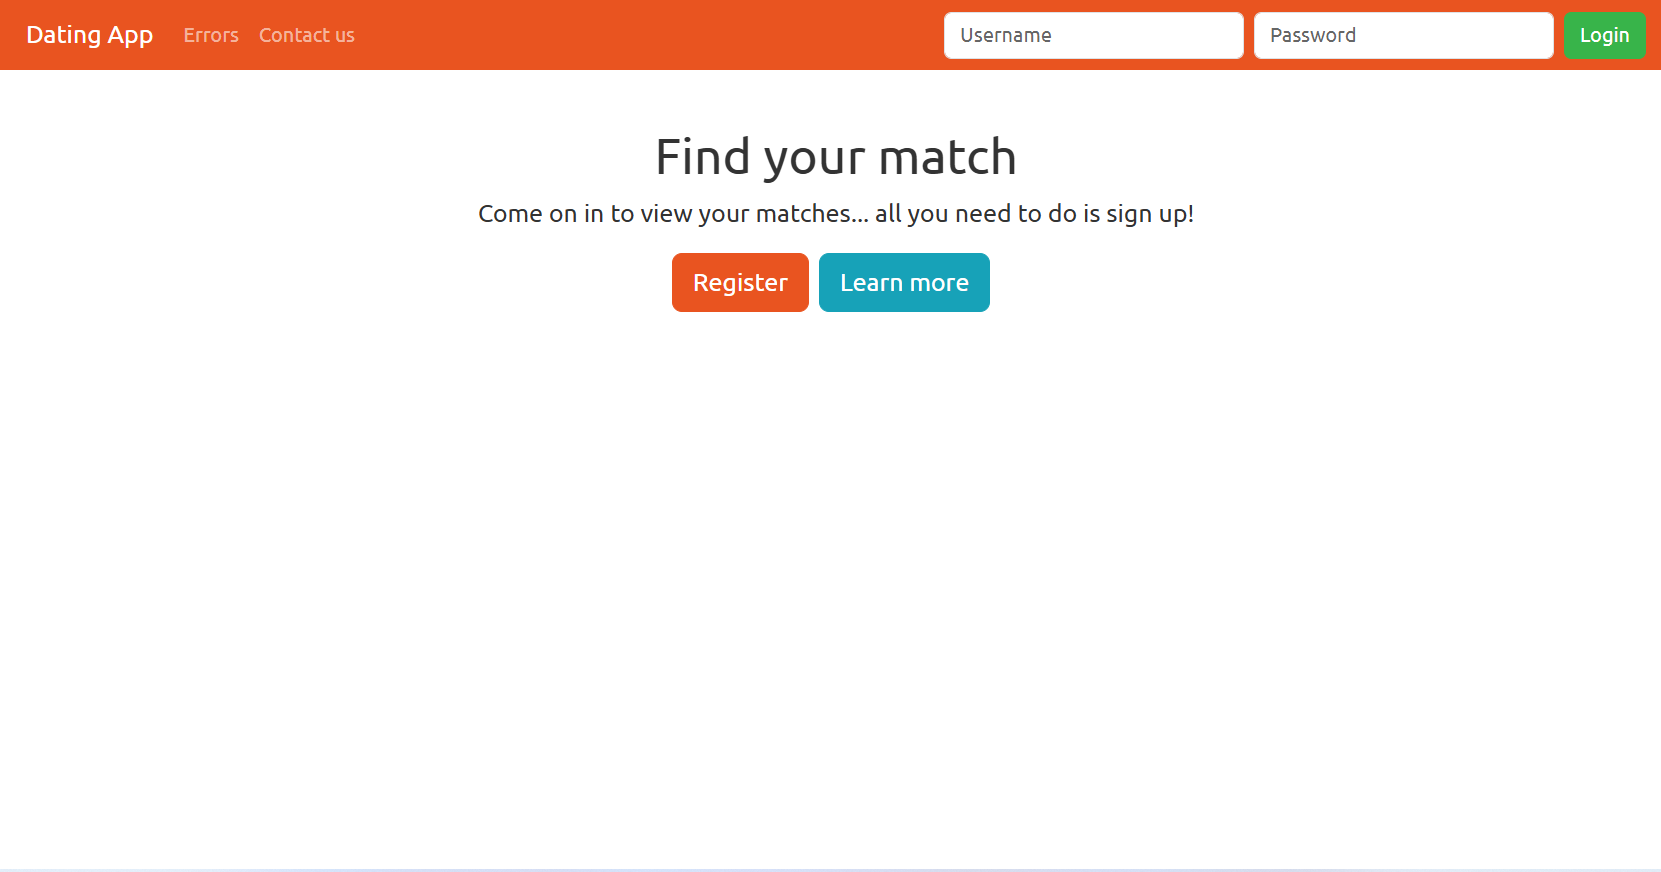 Dating App Errors Contact us Username Password Login
Find your match
Come on in to view your matches... all you need to do is sign up!
Register Learn more